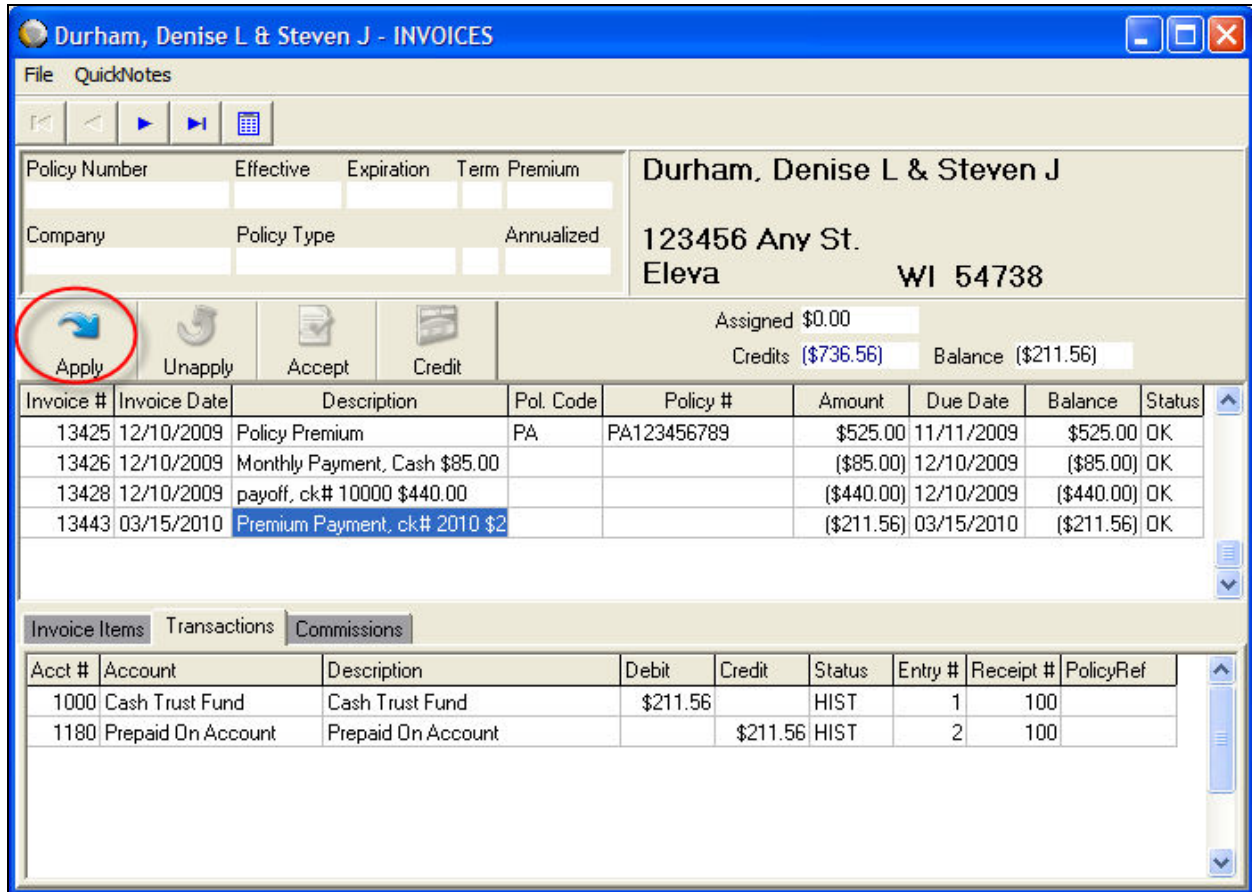 Durham, Denise L & Steven J - INVOICES
File QuickNotes
Policy Number Effective Expiration Term Premium
Durham, Denise L & Steven J
Company Policy Type Annualized
123456 Any St.
Eleva WI 54738
Apply Unapply Accept Credit
Assigned $0.00
Credits ($736.56) Balance ($211.56)
Invoice # Invoice Date Description Pol. Code Policy # Amount Due Date Balance Status
13425 12/10/2009 Policy Premium PA PA123456789 $525.00 11/11/2009 $525.00 OK
13426 12/10/2009 Monthly Payment, Cash $85.00 ($85.00) 12/10/2009 ($85.00) OK
13428 12/10/2009 payoff, ck# 10000 $440.00 ($440.00) 12/10/2009 ($440.00) OK
13443 03/15/2010 Premium Payment, ck# 2010 $2 ($211.56) 03/15/2010 ($211.56) OK
Invoice Items Transactions Commissions
Acct # Account Description Debit Credit Status Entry # Receipt # PolicyRef
1000 Cash Trust Fund Cash Trust Fund $211.56 HIST 1 100
1180 Prepaid On Account Prepaid On Account $211.56 HIST 2 100